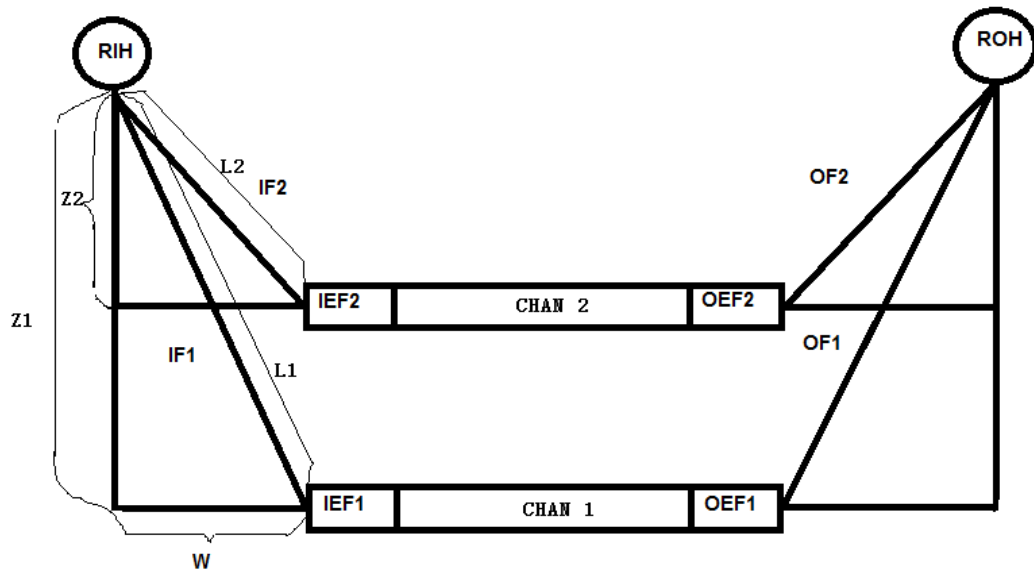 RIH
ROH
L2
IF2
OF2
Z2
IEF2
CHAN 2
OEF2
Z1
IF1
L1
OF1
IEF1
CHAN 1
OEF1
W